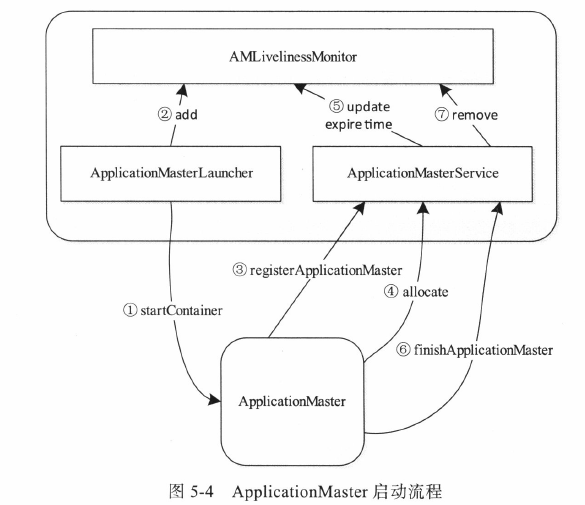 AMLivelinessMonitor
② add
⑤ update
expire time
⑦ remove
ApplicationMasterLauncher
ApplicationMasterService
③ registerApplicationMaster
④ allocate
① startContainer
⑥ finishApplicationMaster
ApplicationMaster
图 5-4 ApplicationMaster 启动流程